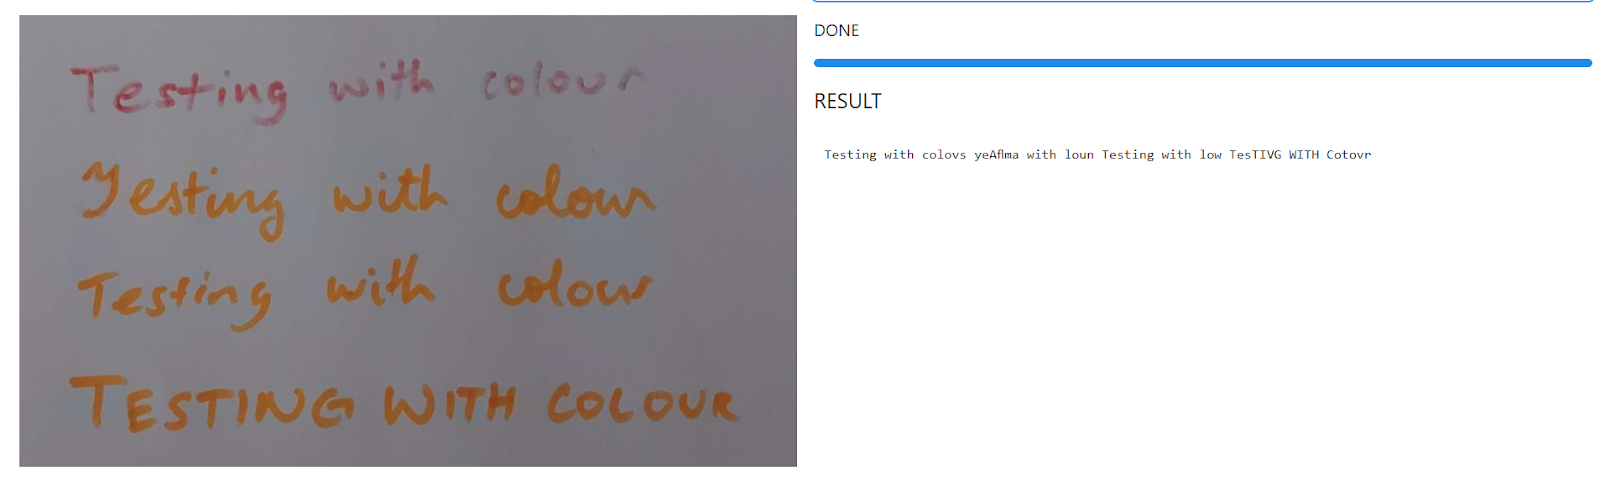 Testing with colour
Testing with colour
Testing with colour
TESTING WITH COLOUR
DONE
RESULT
Testing with colovs yeAflma with loun Testing with low TesTIVG WITH Cotovr